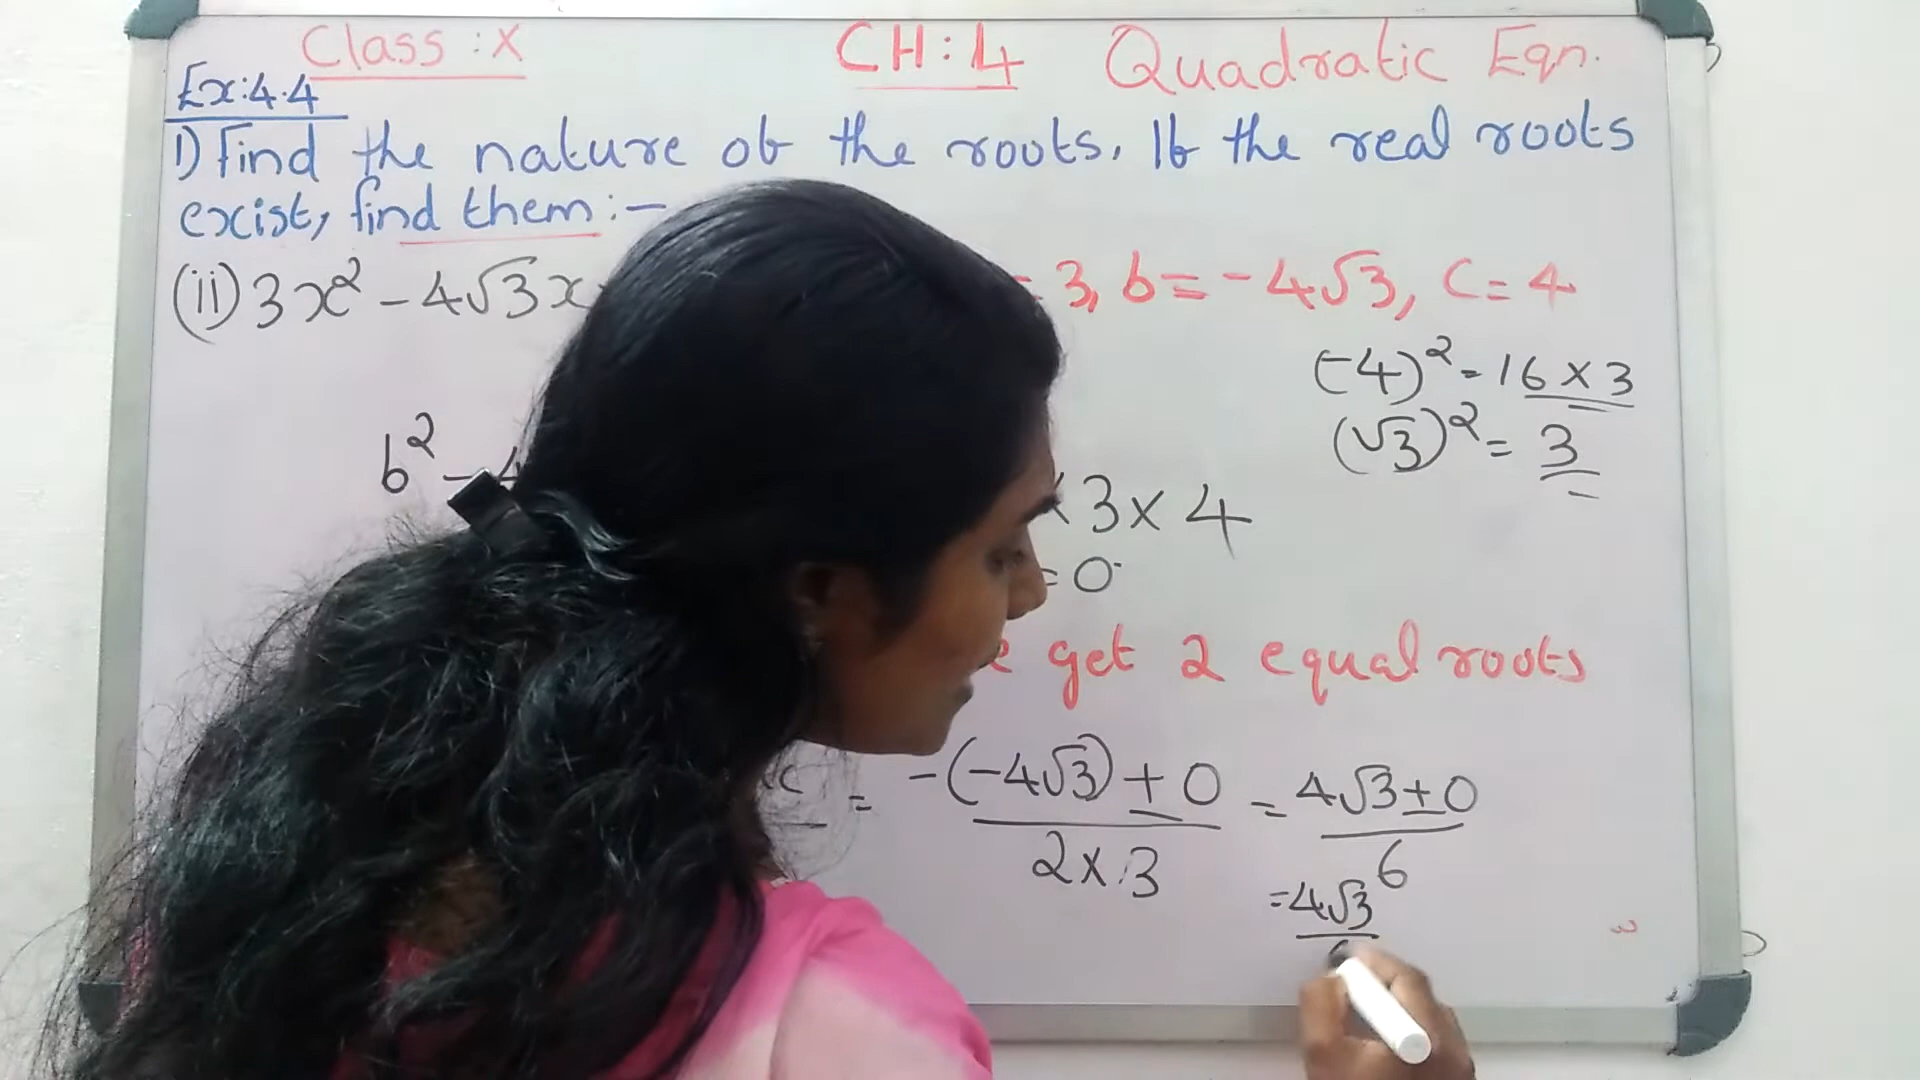 Class : X CH : 4 Quadratic Eqn.
Ex:4.4
1) Find the nature of the roots. If the real roots
exist, find them :-
(ii) 3x² - 4√3x = 3, b = -4√3, C = 4
(-4)² = 16 × 3
(√3)² = 3
b² - 4 × 3 × 4
= 0
get 2 equal roots
c = -(-4√3) ± 0 / 2 × 3 = 4√3 ± 0 / 6
= 4√3